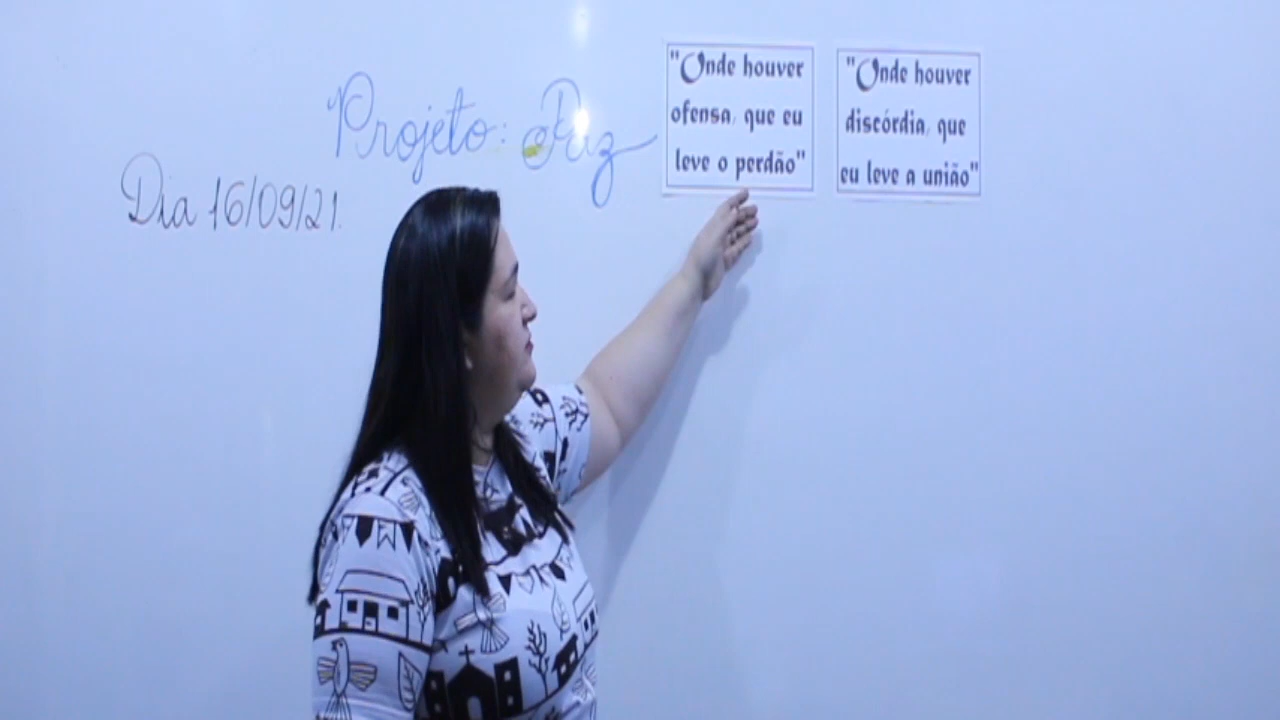 Projeto: Paz
Dia 16/09/21.
"Onde houver
ofensa, que eu
leve o perdão"
"Onde houver
discórdia, que
eu leve a união"